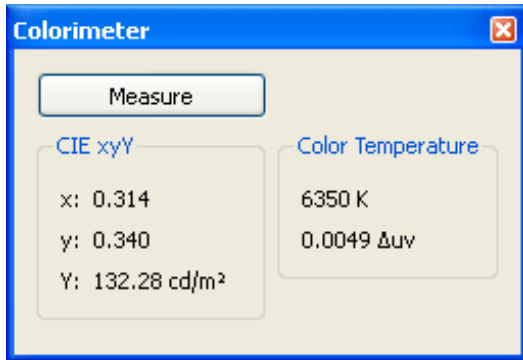 Colorimeter
Measure
CIE xyY
x: 0.314
y: 0.340
Y: 132.28 cd/m²
Color Temperature
6350 K
0.0049 Δuv